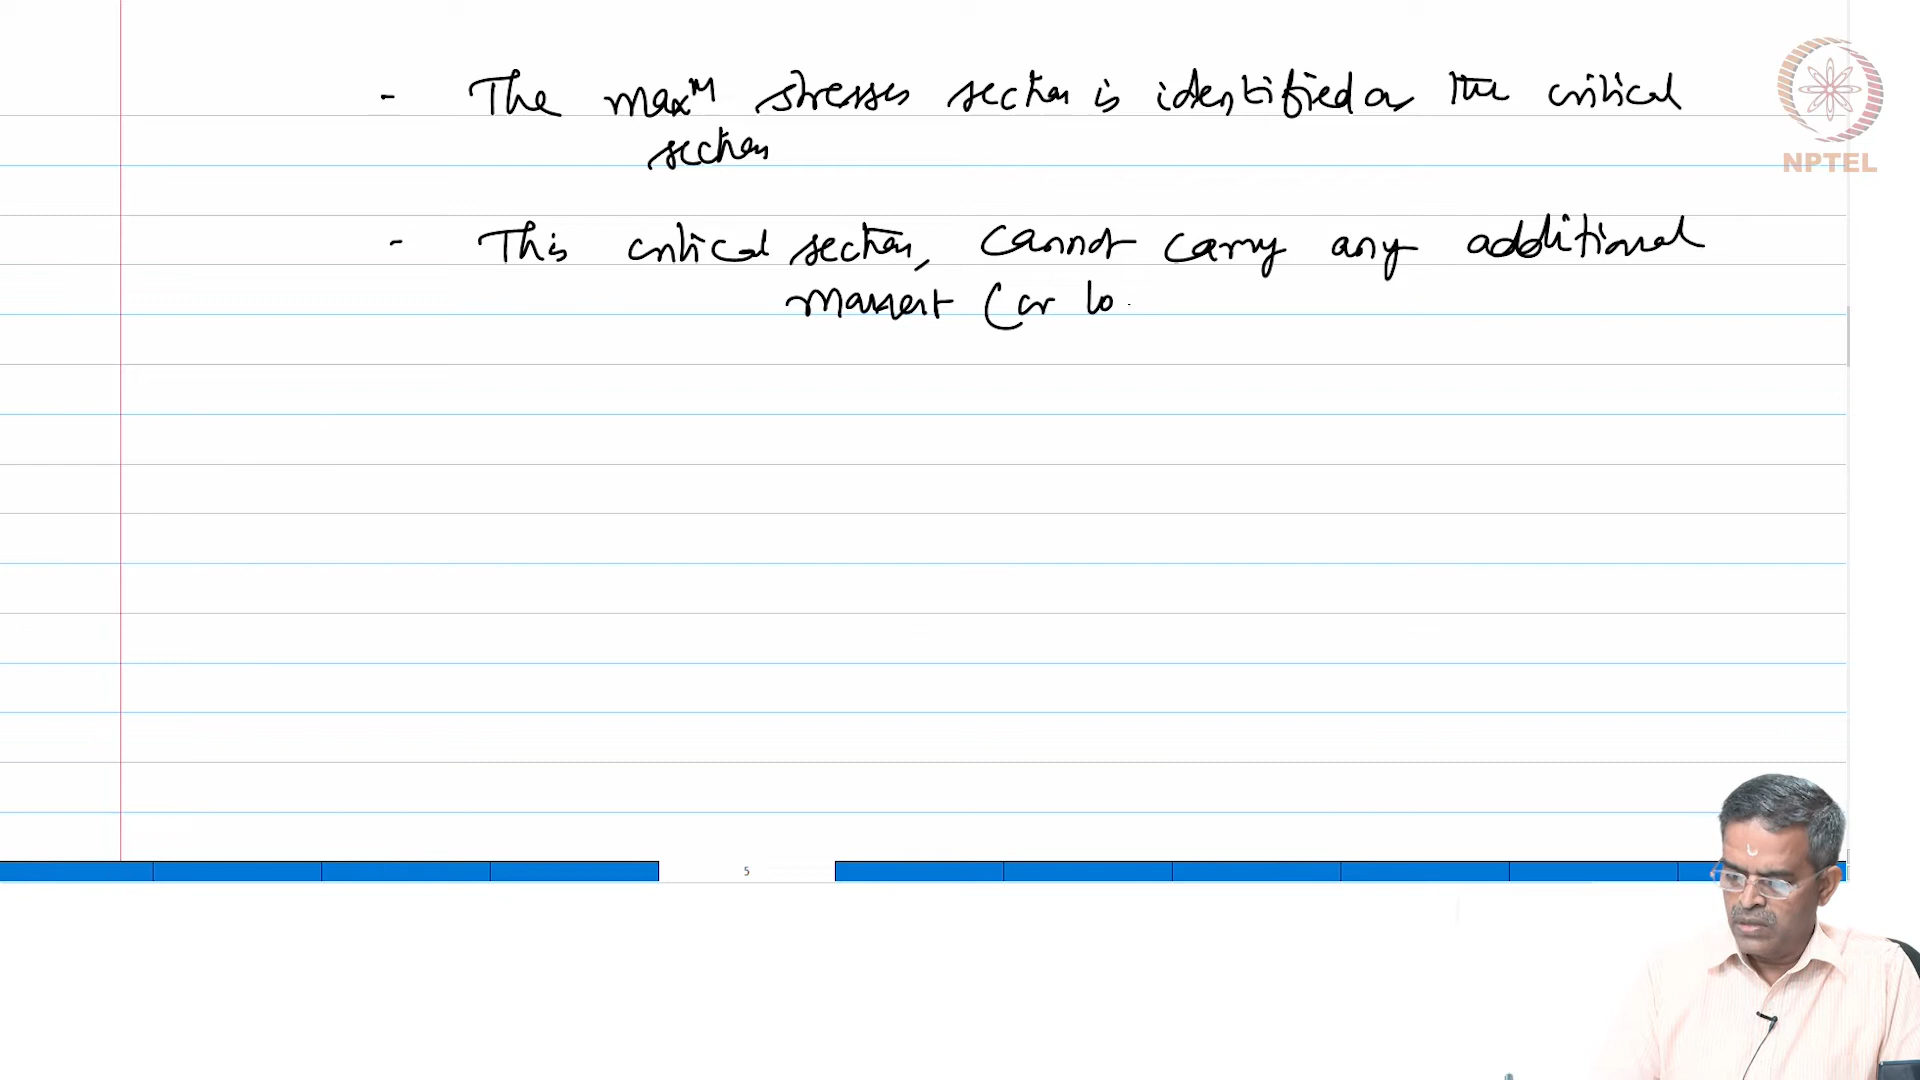 - The maxᵐ stresses section is identified as the critical
section
- This critical section, cannot carry any additional
moment (or lo
NPTEL
5